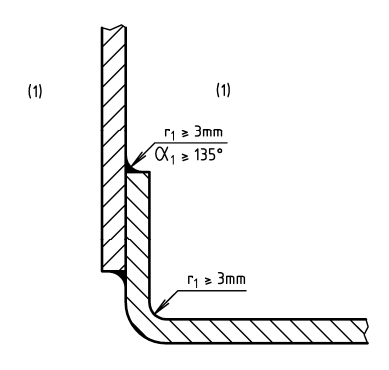 (1) (1)
r₁ ≥ 3mm
α₁ ≥ 135°
r₁ ≥ 3mm